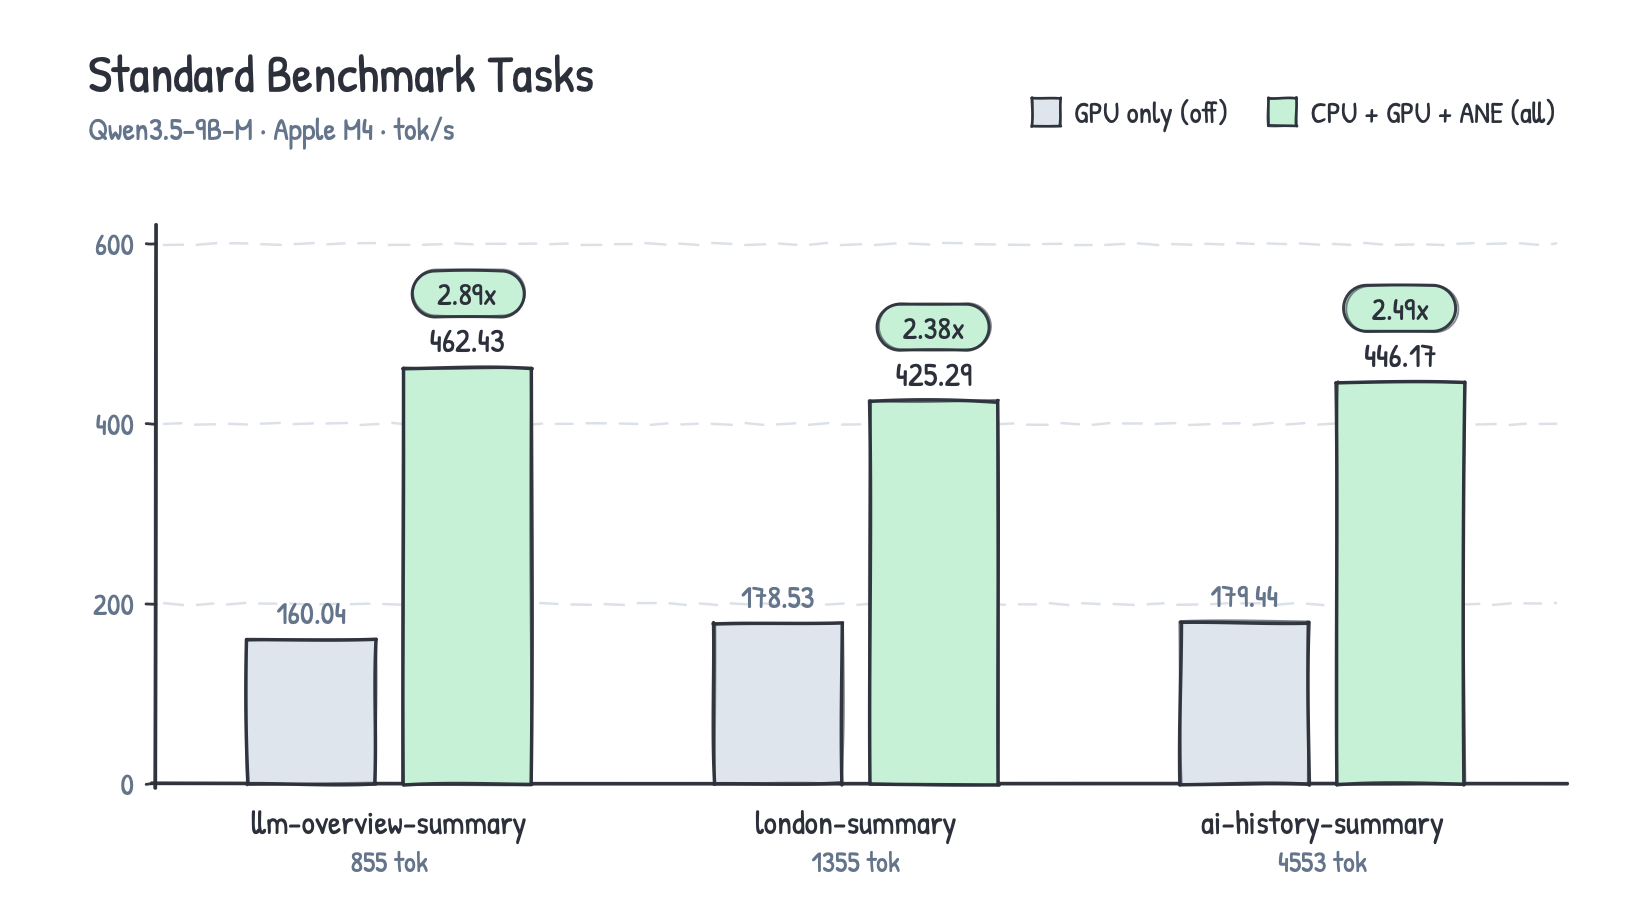 Standard Benchmark Tasks
Qwen3.5-9B-M · Apple M4 · tok/s
GPU only (off)
CPU + GPU + ANE (all)
600
400
200
0
160.04
2.89x
462.43
178.53
2.38x
425.29
179.44
2.49x
446.17
llm-overview-summary
855 tok
london-summary
1355 tok
ai-history-summary
4553 tok